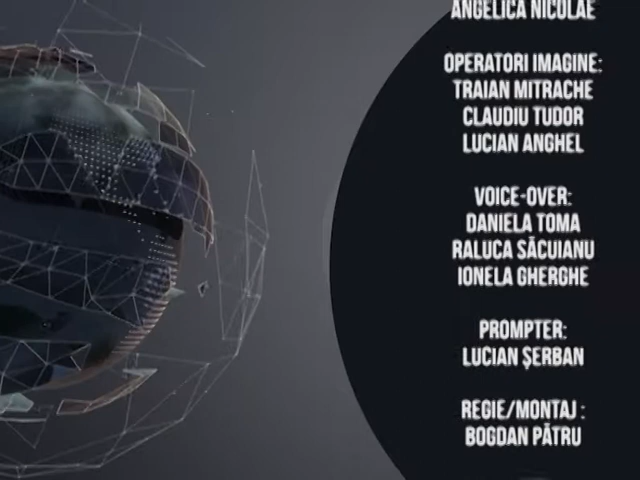 ANGELICA NICOLAE
OPERATORI IMAGINE:
TRAIAN MITRACHE
CLAUDIU TUDOR
LUCIAN ANGHEL
VOICE-OVER:
DANIELA TOMA
RALUCA SĂCUIANU
IONELA GHERGHE
PROMPTER:
LUCIAN ȘERBAN
REGIE/MONTAJ :
BOGDAN PĂTRU